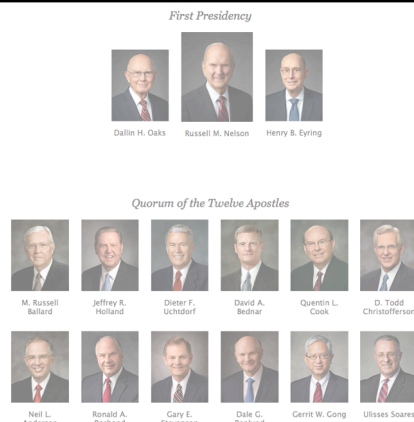 First Presidency
Dallin H. Oaks
Russell M. Nelson
Henry B. Eyring
Quorum of the Twelve Apostles
M. Russell
Ballard
Jeffrey R.
Holland
Dieter F.
Uchtdorf
David A.
Bednar
Quentin L.
Cook
D. Todd
Christofferson
Neil L.
Ronald A.
Gary E.
Dale G.
Gerrit W. Gong
Ulisses Soares